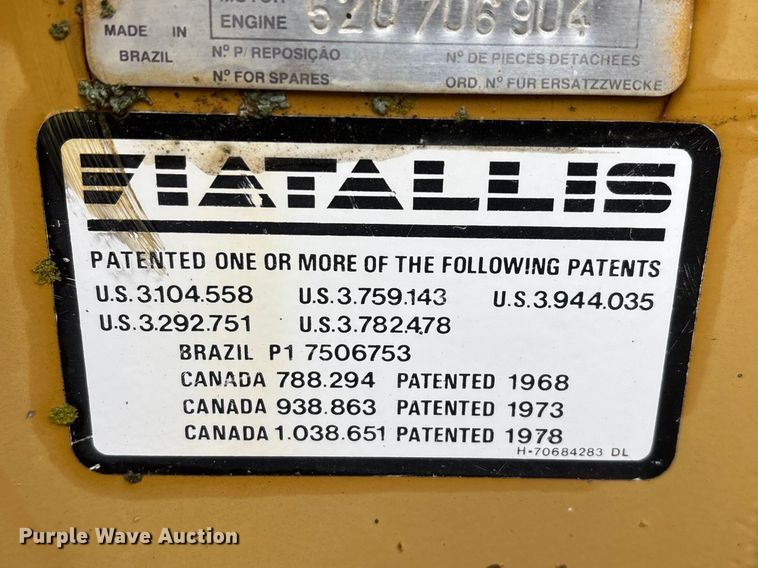 MOTOR
ENGINE 520 706 904
MADE IN
BRAZIL
Nº P/ REPOSIÇÃO
Nº FOR SPARES
Nº DE PIECES DETACHÉES
ORD. Nº FUR ERSATZZWECKE
FIATALLIS
PATENTED ONE OR MORE OF THE FOLLOWING PATENTS
U.S.3.104.558 U.S.3.759.143 U.S.3.944.035
U.S.3.292.751 U.S.3.782.478
BRAZIL P1 7506753
CANADA 788.294 PATENTED 1968
CANADA 938.863 PATENTED 1973
CANADA 1.038.651 PATENTED 1978
H-70684283 DL
Purple Wave Auction